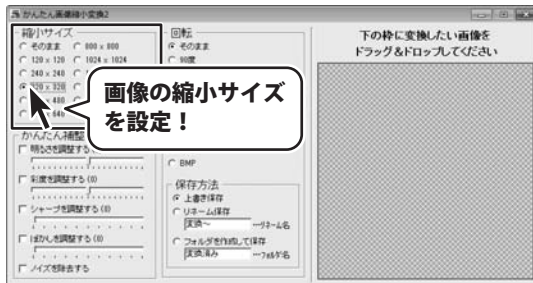 かんたん画像縮小変換2
縮小サイズ
そのまま
800 x 800
120 x 120
1024 x 1024
240 x 240
320 x 320
画像の縮小サイズ
を設定！
かんたん補整
明るさを調整する
彩度を調整する (0)
シャープを調整する (0)
ぼかしを調整する (0)
ノイズを除去する
回転
そのまま
90度
BMP
保存方法
上書き保存
リネーム保存
変換～
---リネーム名
フォルダを作成して保存
変換済み
---フォルダ名
下の枠に変換したい画像を
ドラッグ＆ドロップしてください